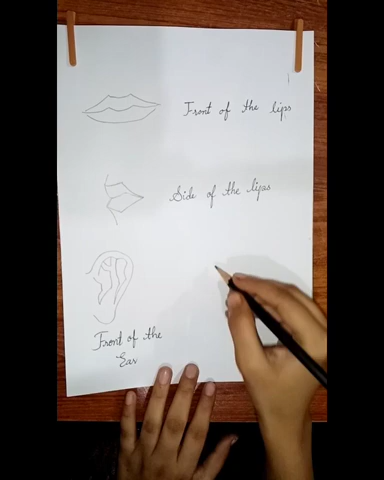 Front of the lips
Side of the lips
Front of the
Ear